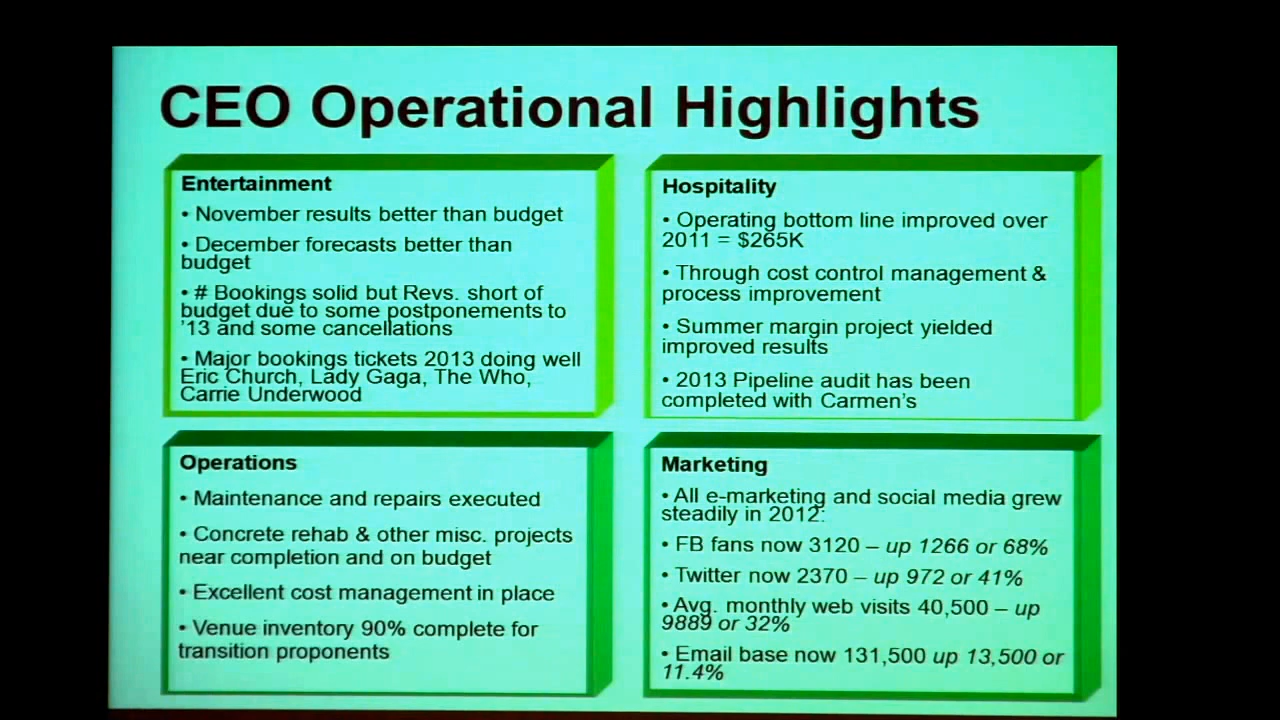 CEO Operational Highlights
Entertainment
• November results better than budget
• December forecasts better than
budget
• # Bookings solid but Revs. short of
budget due to some postponements to
’13 and some cancellations
• Major bookings tickets 2013 doing well
Eric Church, Lady Gaga, The Who,
Carrie Underwood
Hospitality
• Operating bottom line improved over
2011 = $265K
• Through cost control management &
process improvement
• Summer margin project yielded
improved results
• 2013 Pipeline audit has been
completed with Carmen’s
Operations
• Maintenance and repairs executed
• Concrete rehab & other misc. projects
near completion and on budget
• Excellent cost management in place
• Venue inventory 90% complete for
transition proponents
Marketing
• All e-marketing and social media grew
steadily in 2012:
• FB fans now 3120 – up 1266 or 68%
• Twitter now 2370 – up 972 or 41%
• Avg. monthly web visits 40,500 – up
9889 or 32%
• Email base now 131,500 up 13,500 or
11.4%